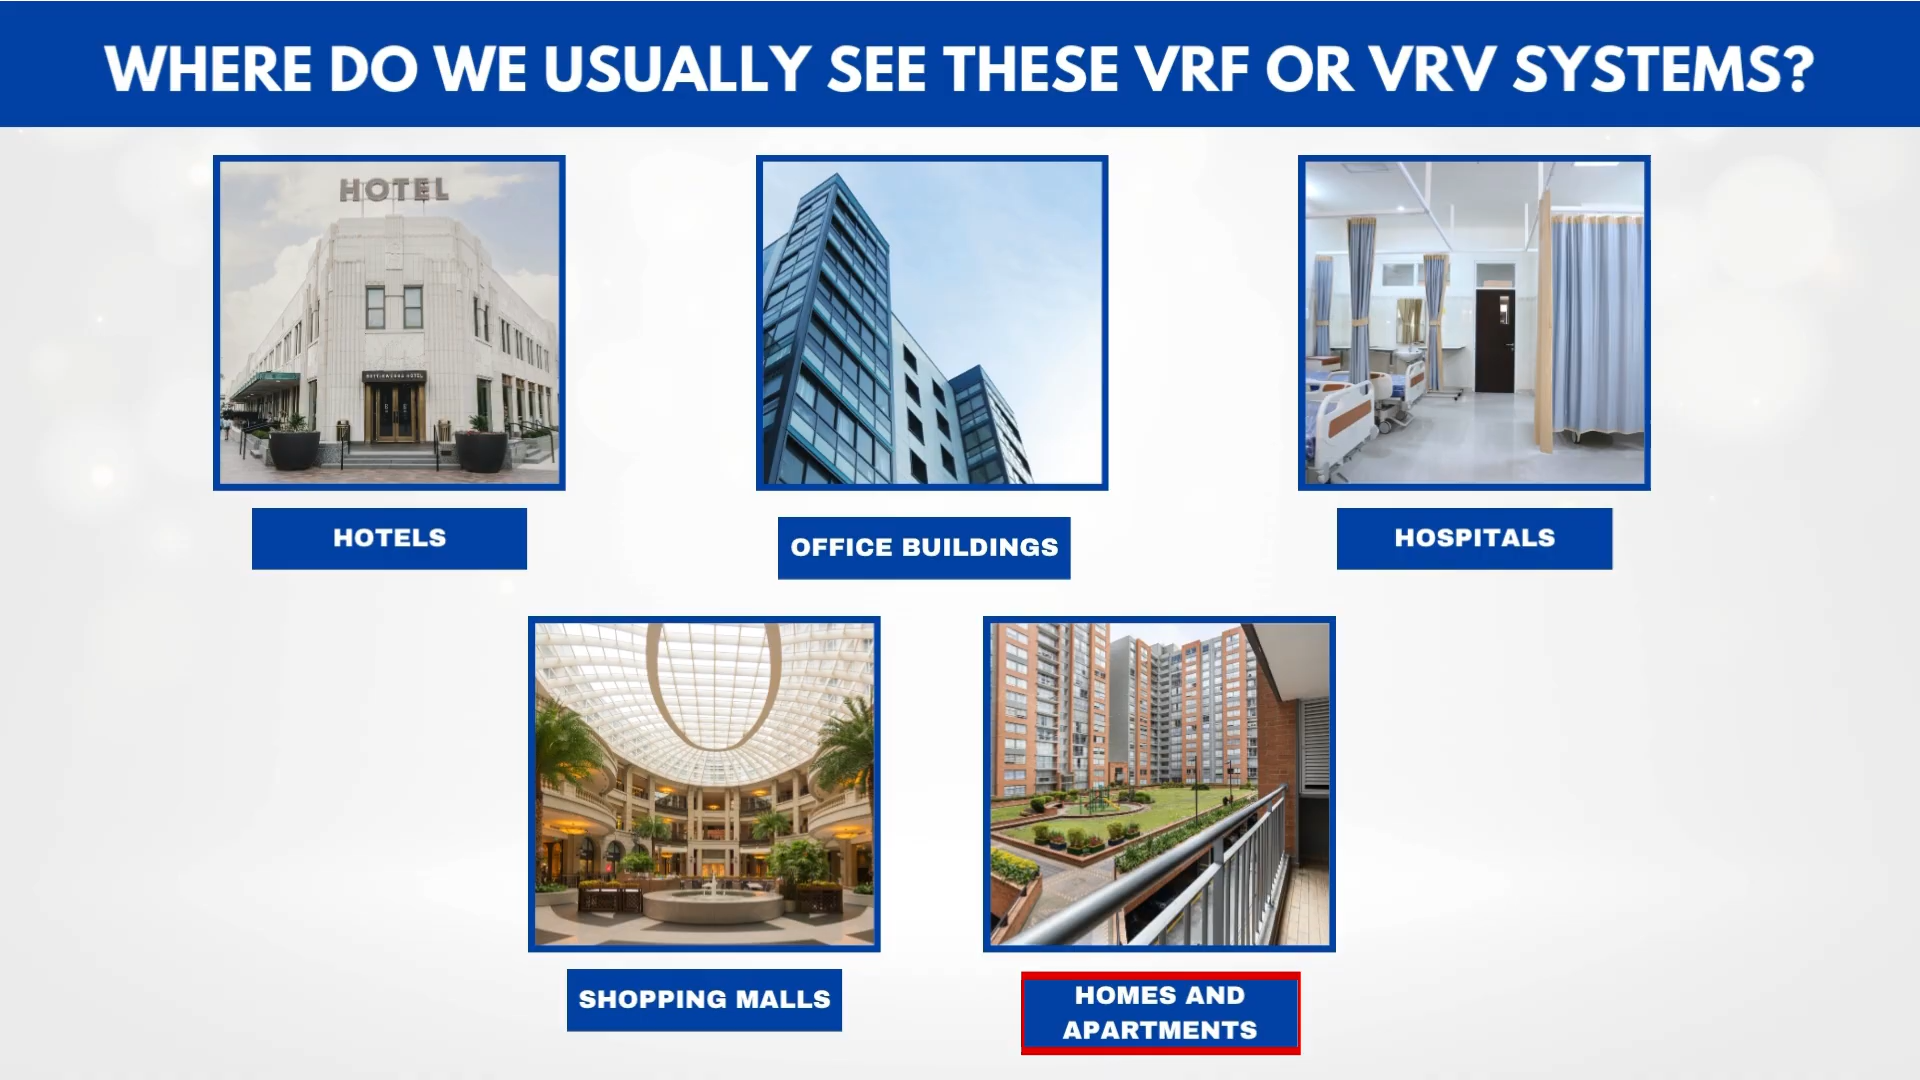 WHERE DO WE USUALLY SEE THESE VRF OR VRV SYSTEMS?
HOTEL
HOTELS
OFFICE BUILDINGS
HOSPITALS
SHOPPING MALLS
HOMES AND
APARTMENTS